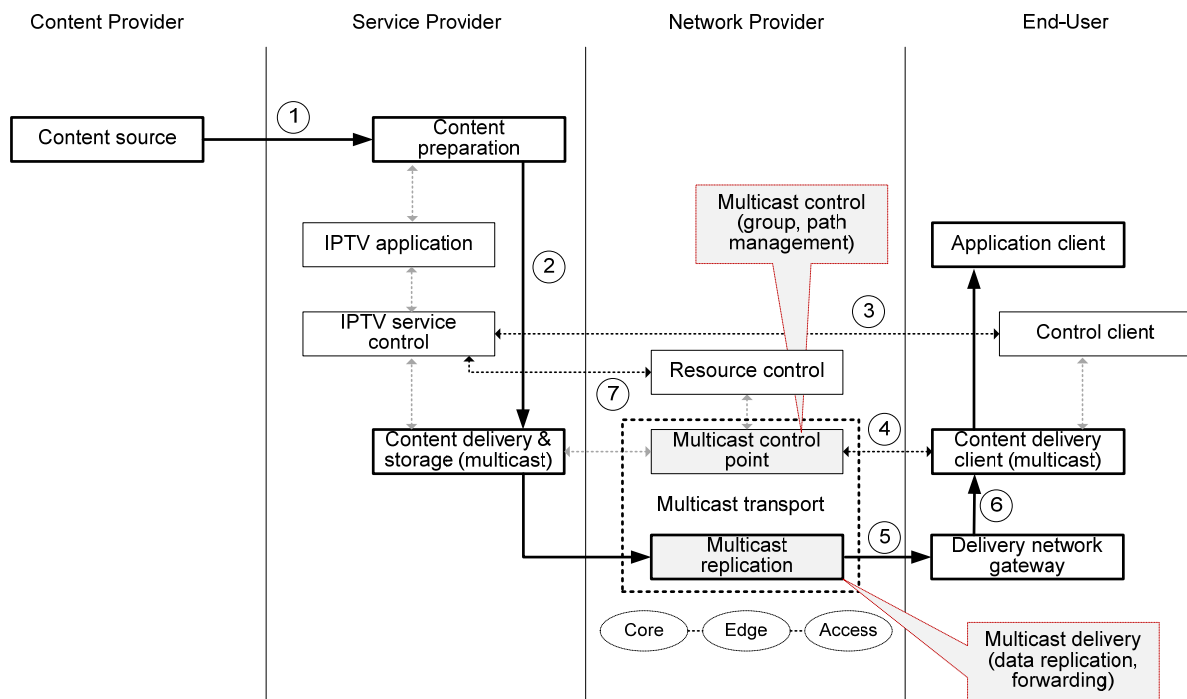 Content Provider
Service Provider
Network Provider
End-User
1
Content source
Content
preparation
Multicast control
(group, path
management)
IPTV application
2
Application client
IPTV service
control
3
Control client
Resource control
7
Content delivery &
storage (multicast)
Multicast control
point
4
Content delivery
client (multicast)
Multicast transport
6
5
Multicast
replication
Delivery network
gateway
Core
Edge
Access
Multicast delivery
(data replication,
forwarding)